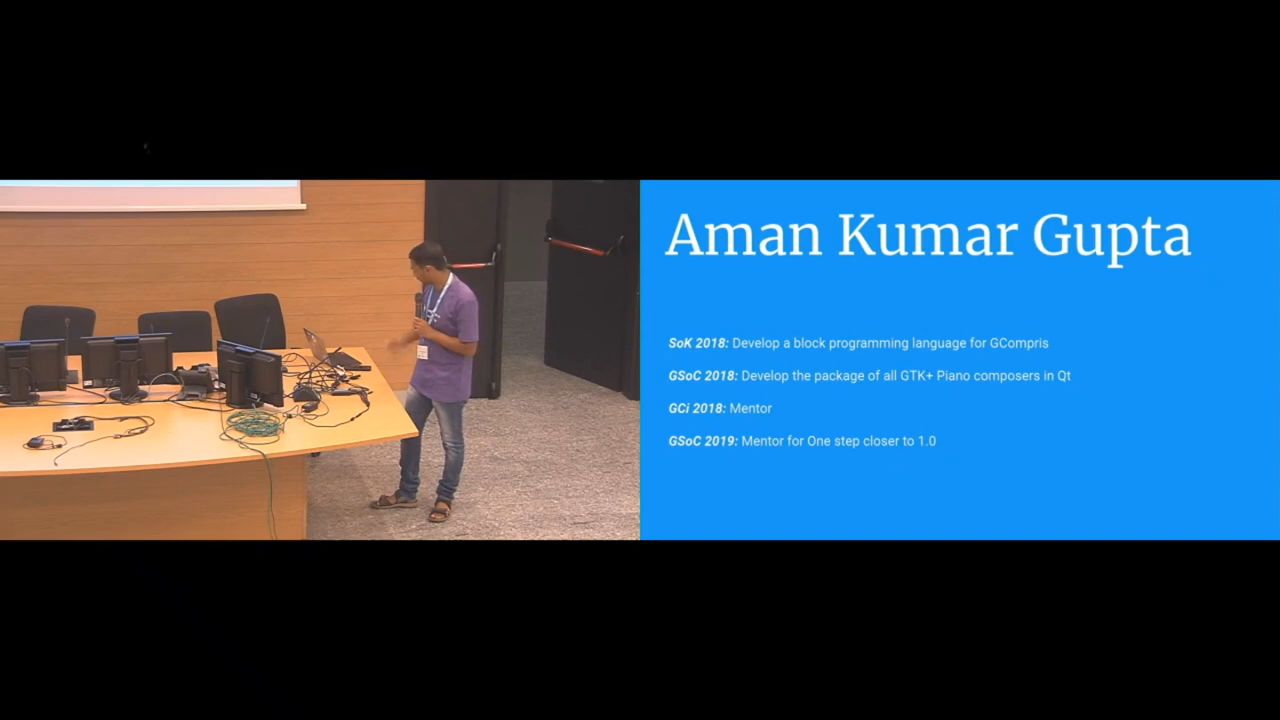 Aman Kumar Gupta
SoK 2018: Develop a block programming language for GCompris
GSoC 2018: Develop the package of all GTK+ Piano composers in Qt
GCi 2018: Mentor
GSoC 2019: Mentor for One step closer to 1.0